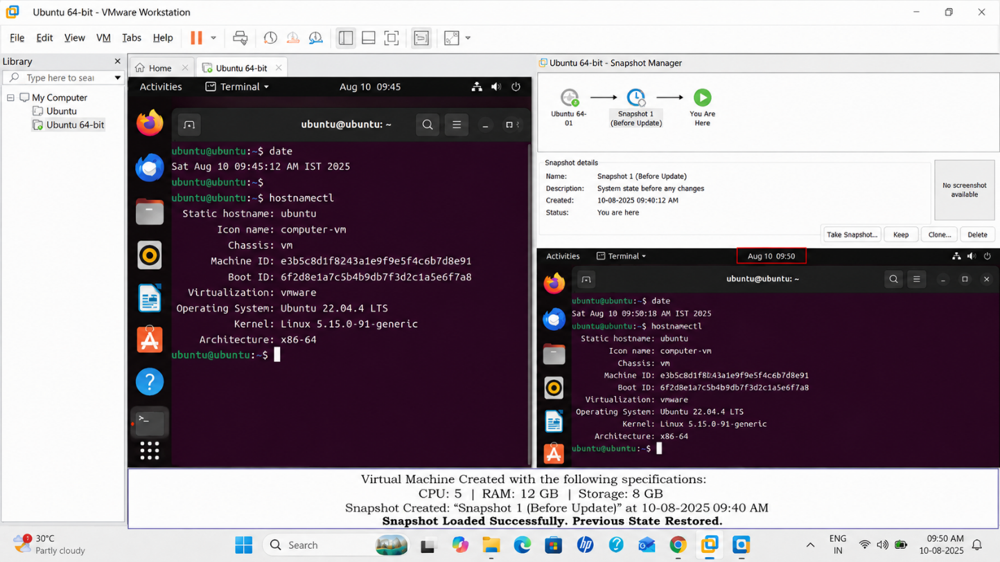 Ubuntu 64-bit - VMware Workstation
File Edit View VM Tabs Help
Library
Type here to sear
My Computer
Ubuntu
Ubuntu 64-bit
Home
Ubuntu 64-bit
Activities Terminal Aug 10 09:45
ubuntu@ubuntu: ~
ubuntu@ubuntu:~$ date
Sat Aug 10 09:45:12 AM IST 2025
ubuntu@ubuntu:~$
ubuntu@ubuntu:~$ hostnamectl
Static hostname: ubuntu
Icon name: computer-vm
Chassis: vm
Machine ID: e3b5c8d1f8243a1e9f9e5f4c6b7d8e91
Boot ID: 6f2d8e1a7c5b4b9db7f3d2c1a5e6f7a8
Virtualization: vmware
Operating System: Ubuntu 22.04.4 LTS
Kernel: Linux 5.15.0-91-generic
Architecture: x86-64
ubuntu@ubuntu:~$
Ubuntu 64-bit - Snapshot Manager
Ubuntu 64-
01
Snapshot 1
(Before Update)
You Are
Here
Snapshot details
Name: Snapshot 1 (Before Update)
Description: System state before any changes
Created: 10-08-2025 09:40:12 AM
Status: You are here
No screenshot
available
Take Snapshot... Keep Clone... Delete
Activities Terminal Aug 10 09:50
ubuntu@ubuntu: ~
ubuntu@ubuntu:~$ date
Sat Aug 10 09:50:18 AM IST 2025
ubuntu@ubuntu:~$ hostnamectl
Static hostname: ubuntu
Icon name: computer-vm
Chassis: vm
Machine ID: e3b5c8d1f8243a1e9f9e5f4c6b7d8e91
Boot ID: 6f2d8e1a7c5b4b9db7f3d2c1a5e6f7a8
Virtualization: vmware
Operating System: Ubuntu 22.04.4 LTS
Kernel: Linux 5.15.0-91-generic
Architecture: x86-64
ubuntu@ubuntu:~$
Virtual Machine Created with the following specifications:
CPU: 5 | RAM: 12 GB | Storage: 8 GB
Snapshot Created: “Snapshot 1 (Before Update)” at 10-08-2025 09:40 AM
Snapshot Loaded Successfully. Previous State Restored.
1
30°C
Partly cloudy
Search
hp
ENG
IN
09:50 AM
10-08-2025